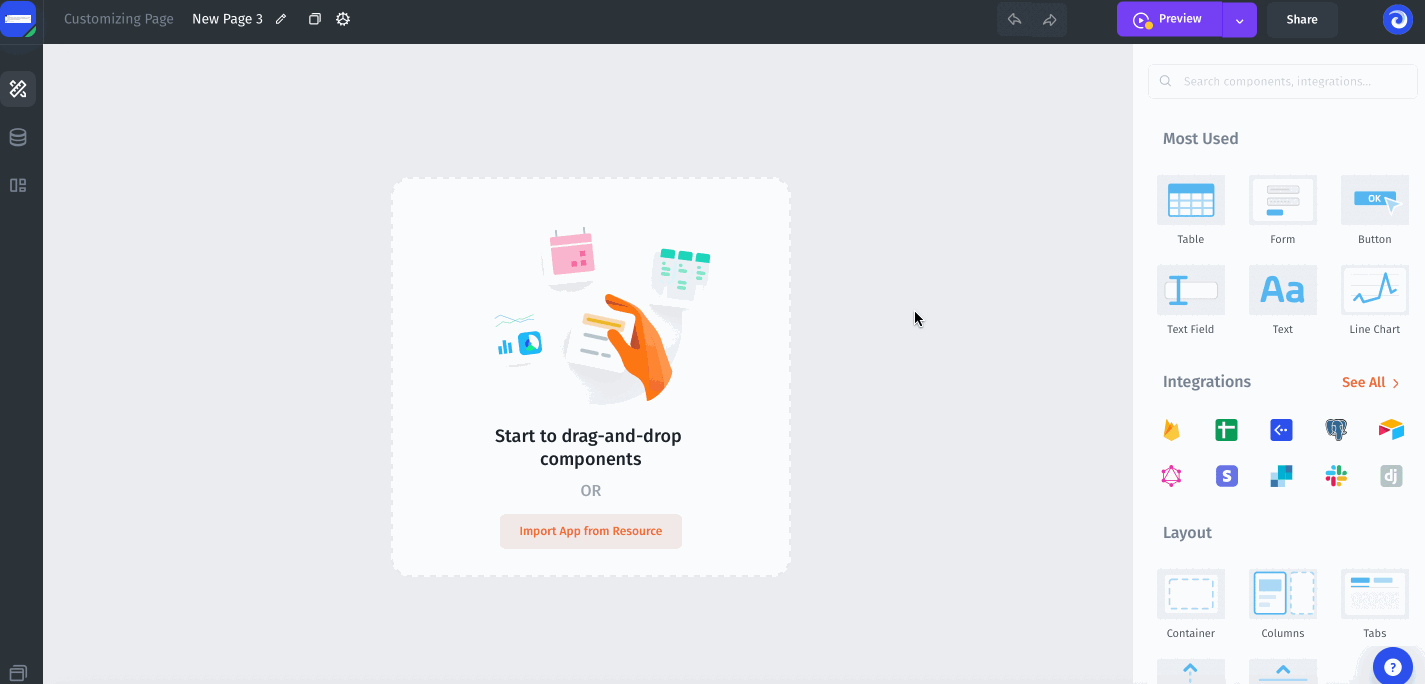 Customizing Page New Page 3
Preview
Share
Search components, integrations...
Most Used
Table
Form
OK
Button
Text Field
Aa
Text
Line Chart
Integrations
See All
S
dj
Layout
Container
Columns
Tabs
?
Start to drag-and-drop
components
OR
Import App from Resource